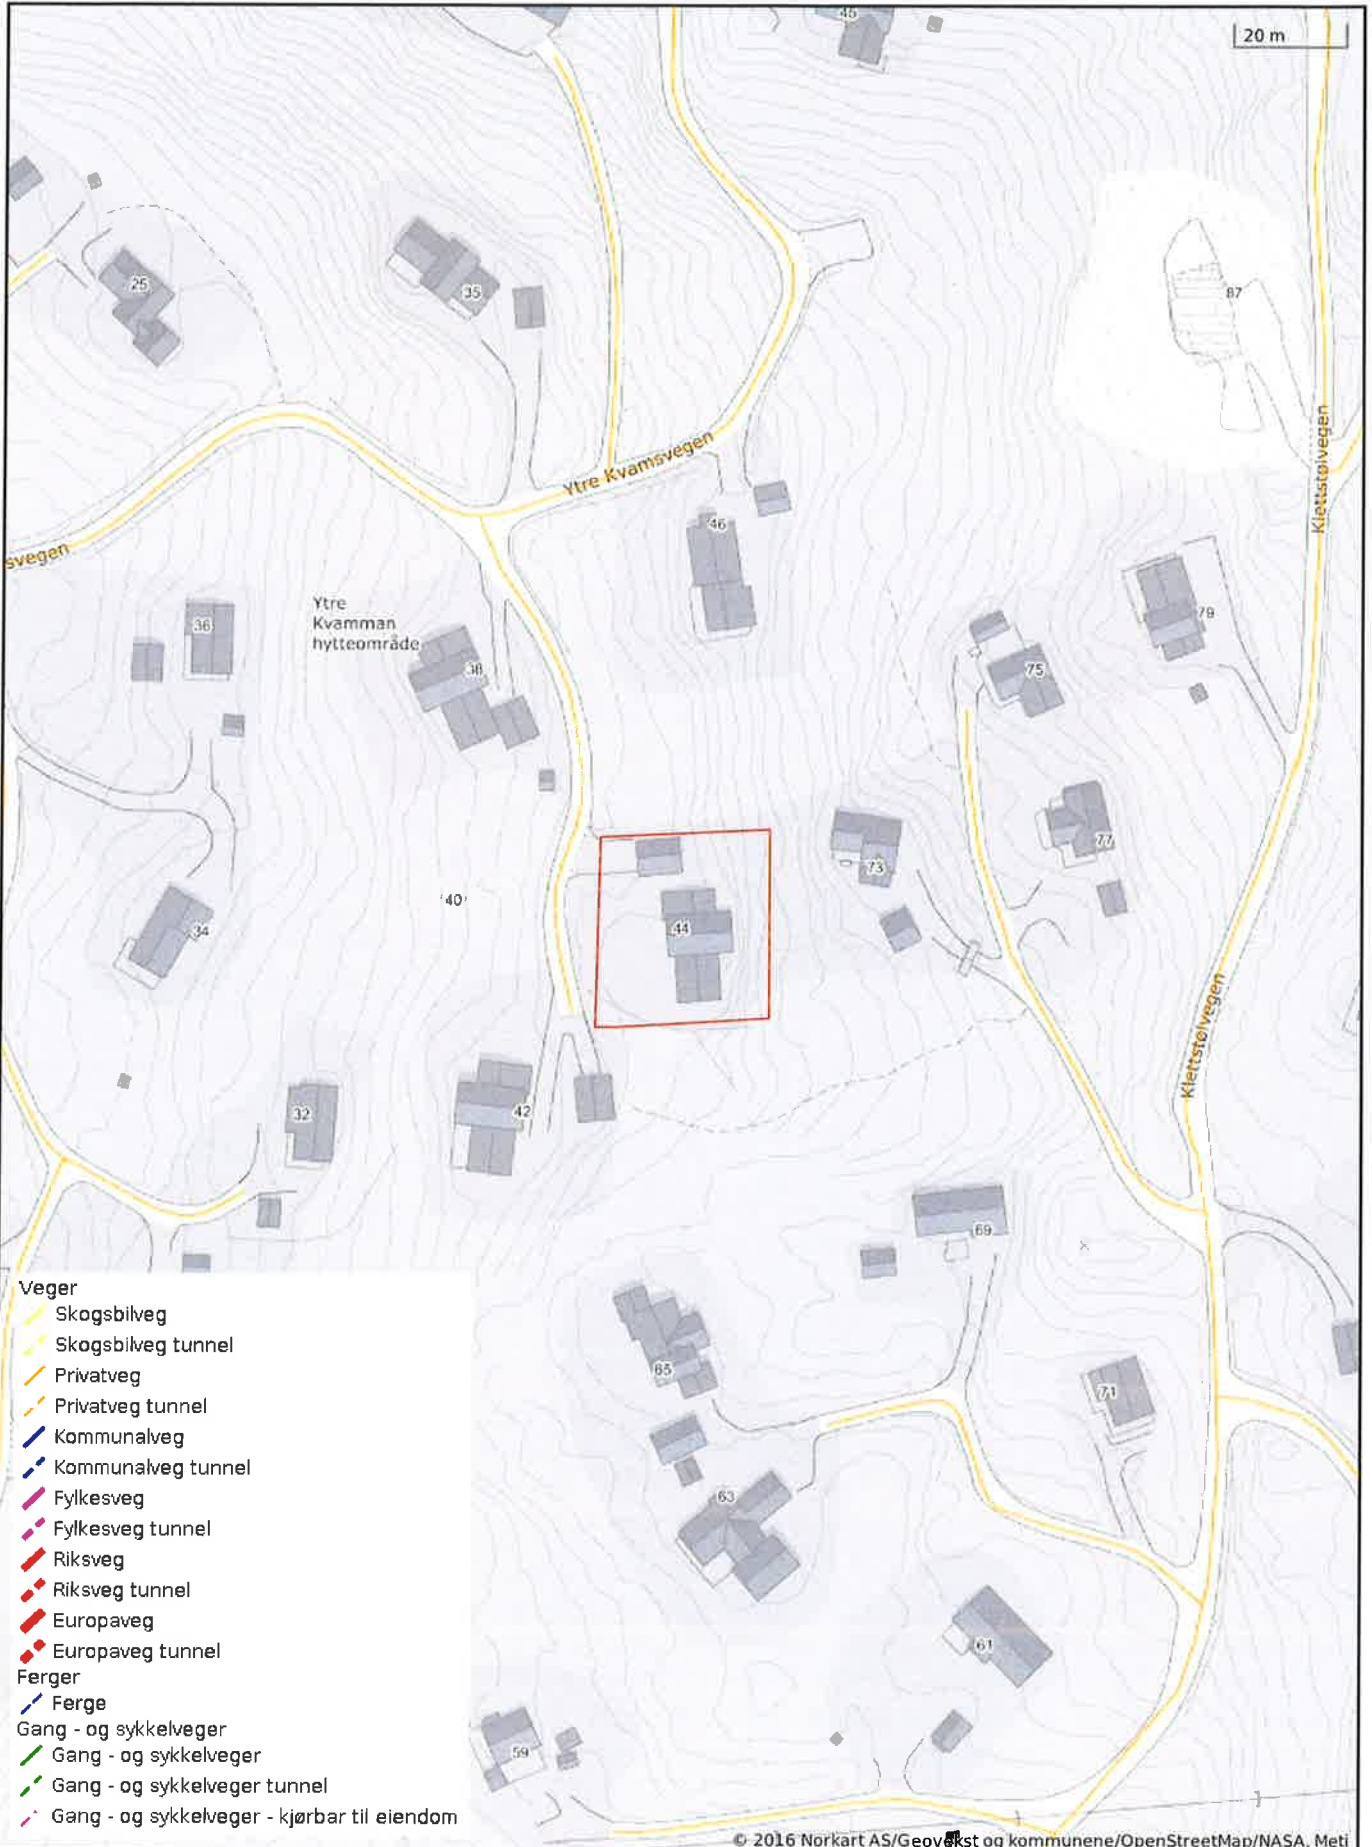 45
20 m
25
35
87
Klettstølvegen
Ytre Kvamsvegen
46
svegen
Ytre
Kvamman
hytteområde
36
38
79
75
77
73
40
44
34
Klettstølvegen
32
42
69
65
71
63
61
59
Veger
Skogsbilveg
Skogsbilveg tunnel
Privatveg
Privatveg tunnel
Kommunalveg
Kommunalveg tunnel
Fylkesveg
Fylkesveg tunnel
Riksveg
Riksveg tunnel
Europaveg
Europaveg tunnel
Ferger
Ferge
Gang - og sykkelveger
Gang - og sykkelveger
Gang - og sykkelveger tunnel
Gang - og sykkelveger - kjørbar til eiendom
© 2016 Norkart AS/Geovekst og kommunene/OpenStreetMap/NASA, Meti